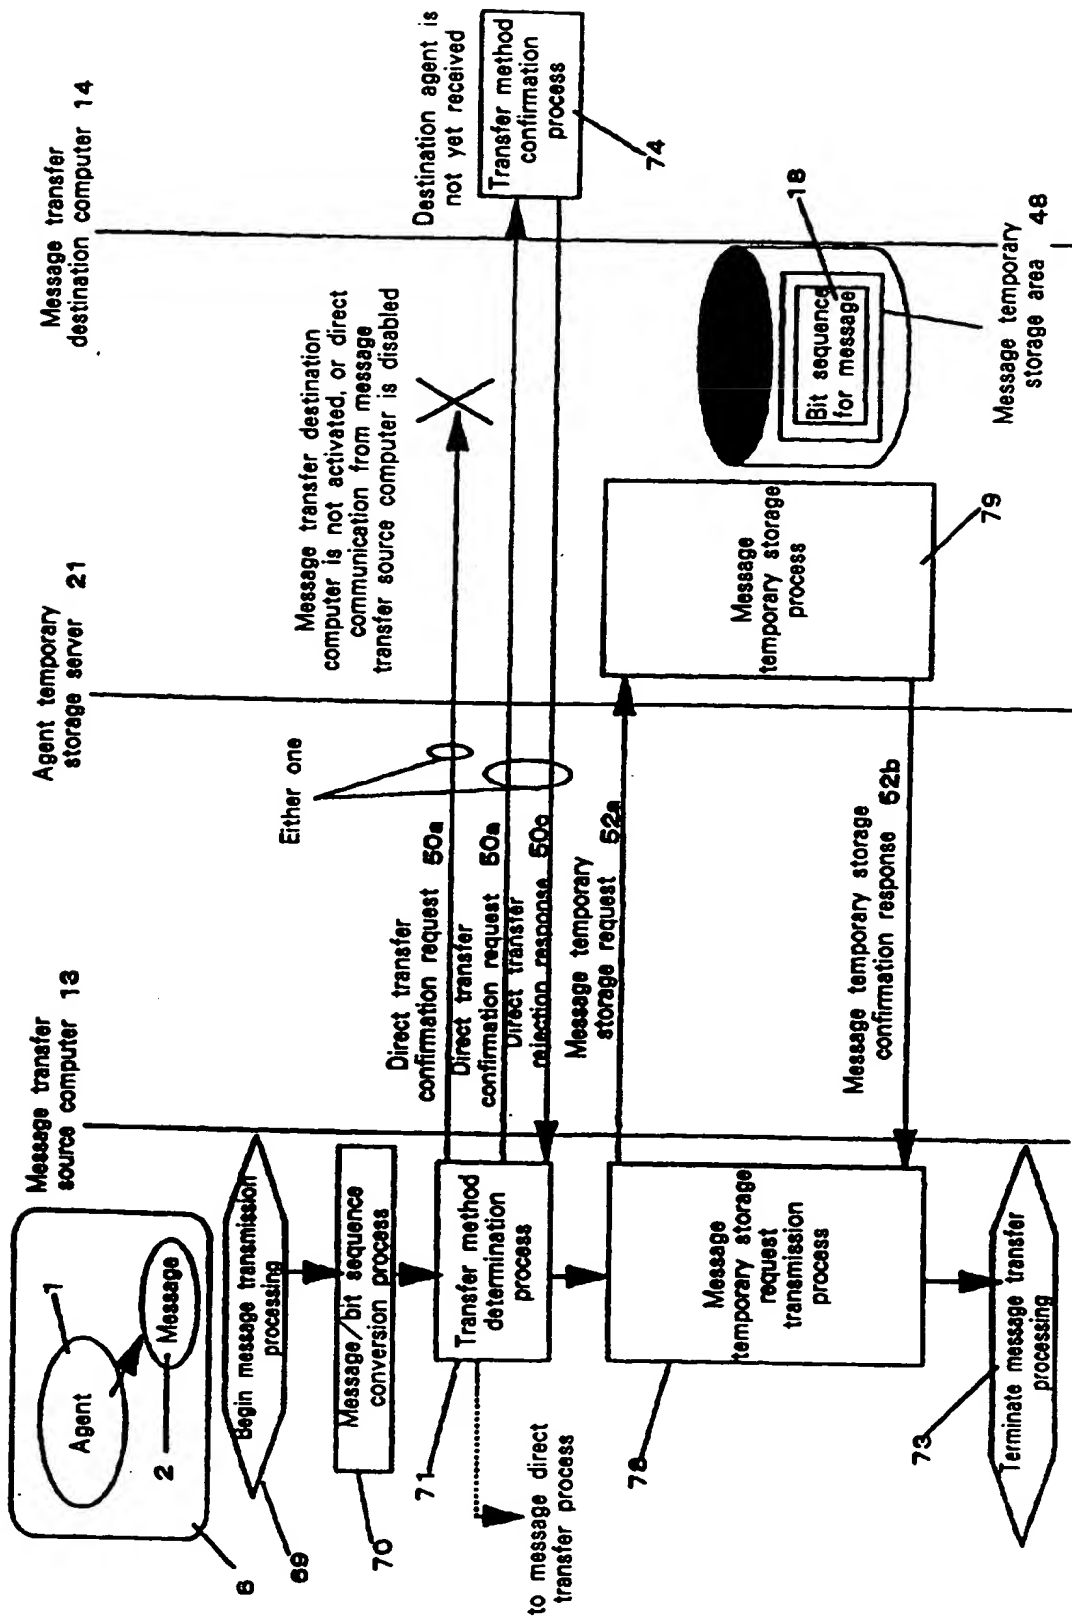 Message transfer
source computer 13
Agent temporary
storage server 21
Message transfer
destination computer 14
Agent
1
Message
2
6
Begin message transmission
processing
69
Message/bit sequence
conversion process
70
Transfer method
determination
process
71
to message direct
transfer process
Direct transfer
confirmation request 50a
Direct transfer
confirmation request 50a
Direct transfer
rejection response 50c
Either one
Message transfer destination
computer is not activated, or direct
communication from message
transfer source computer is disabled
Destination agent is
not yet received
Transfer method
confirmation
process
74
Message temporary
storage request 52a
Message
temporary storage
request
transmission
process
78
Message
temporary storage
process
79
Bit sequence
for message
18
Message temporary
storage area 48
Message temporary storage
confirmation response 52b
Terminate message transfer
processing
73